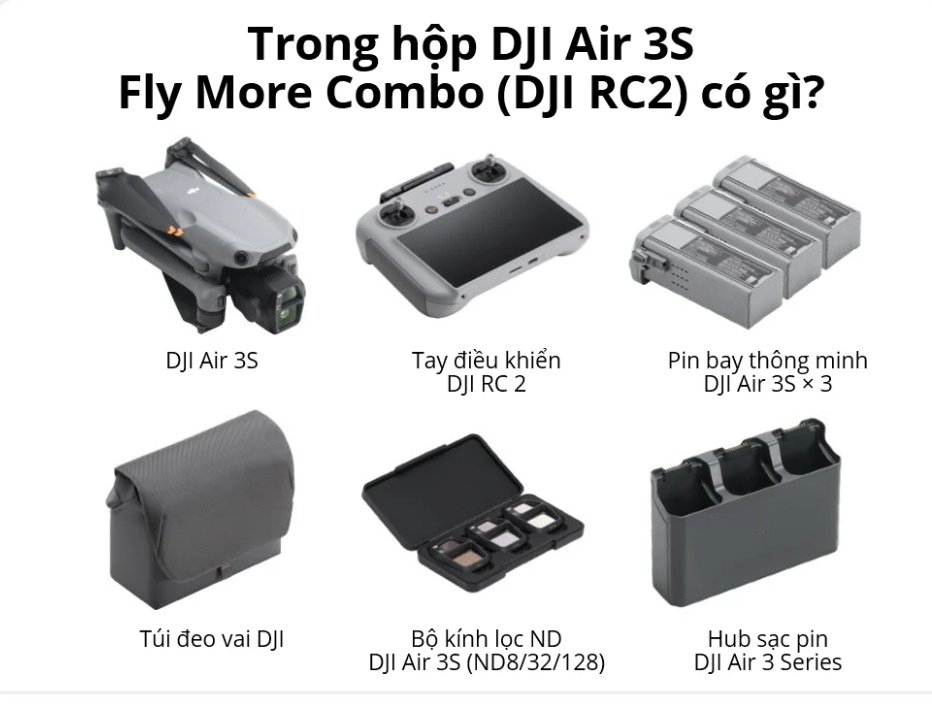 Trong hộp DJI Air 3S
Fly More Combo (DJI RC2) có gì?
DJI Air 3S
Tay điều khiển
DJI RC 2
Pin bay thông minh
DJI Air 3S × 3
Túi đeo vai DJI
Bộ kính lọc ND
DJI Air 3S (ND8/32/128)
Hub sạc pin
DJI Air 3 Series